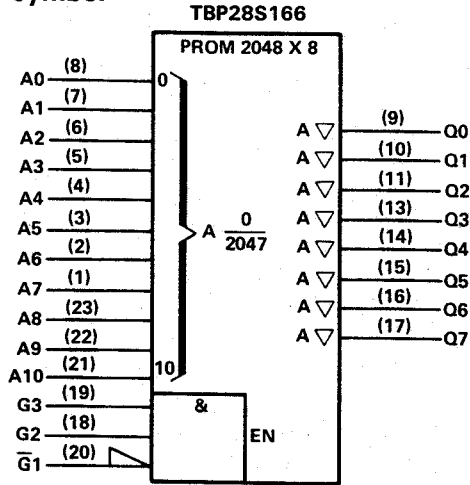 TBP28S166
PROM 2048 X 8
A0 (8) 0
A1 (7)
A2 (6)
A3 (5)
A4 (4)
A5 (3)
A6 (2)
A7 (1)
A8 (23)
A9 (22)
A10 (21) 10
A 0
2047
A ▽ (9) Q0
A ▽ (10) Q1
A ▽ (11) Q2
A ▽ (13) Q3
A ▽ (14) Q4
A ▽ (15) Q5
A ▽ (16) Q6
A ▽ (17) Q7
G3 (19) &
G2 (18) EN
G̅1 (20)